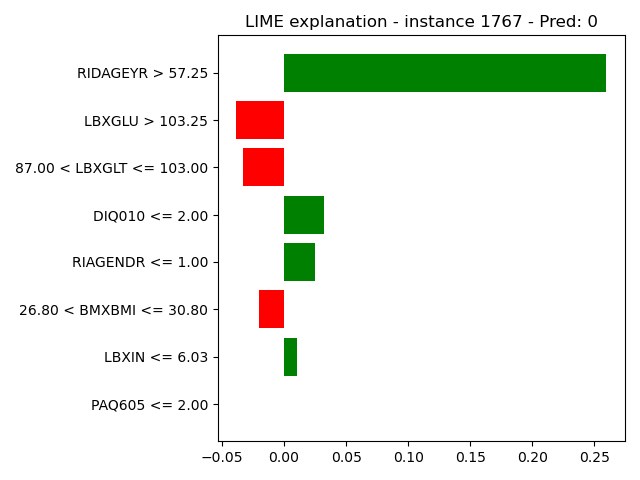 LIME explanation - instance 1767 - Pred: 0
RIDAGEYR > 57.25
LBXGLU > 103.25
87.00 < LBXGLT <= 103.00
DIQ010 <= 2.00
RIAGENDR <= 1.00
26.80 < BMXBMI <= 30.80
LBXIN <= 6.03
PAQ605 <= 2.00
−0.05 0.00 0.05 0.10 0.15 0.20 0.25